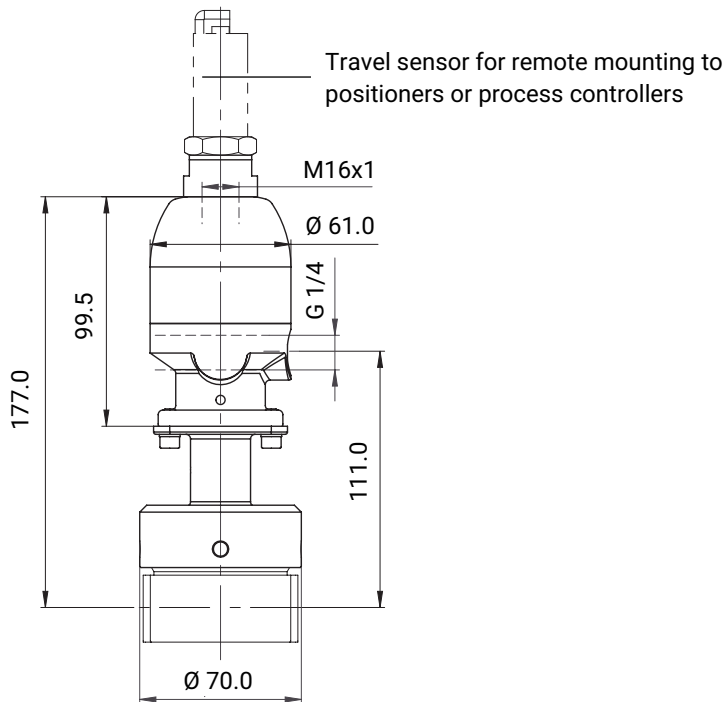 Travel sensor for remote mounting to
positioners or process controllers
M16x1
Ø 61.0
G 1/4
99.5
177.0
111.0
Ø 70.0